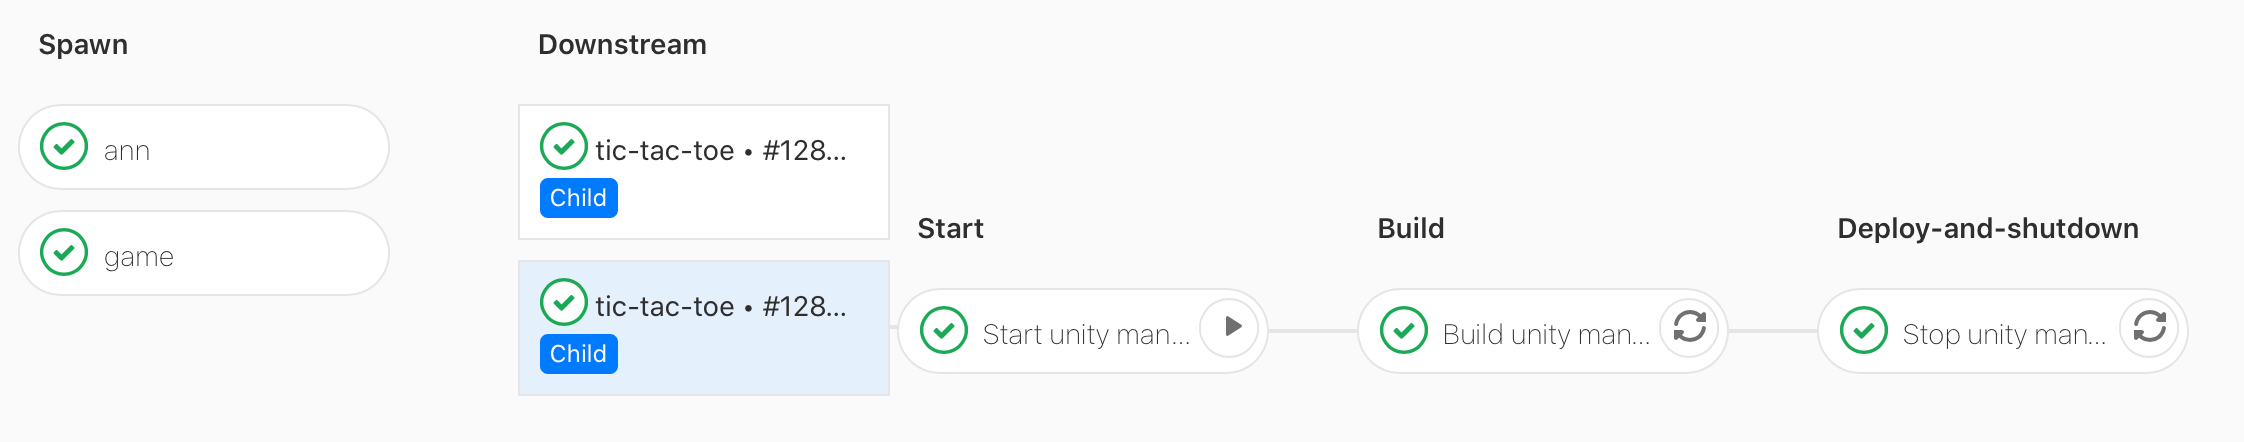 Spawn
ann
game
Downstream
tic-tac-toe • #128...
Child
tic-tac-toe • #128...
Child
Start
Start unity man...
Build
Build unity man...
Deploy-and-shutdown
Stop unity man...